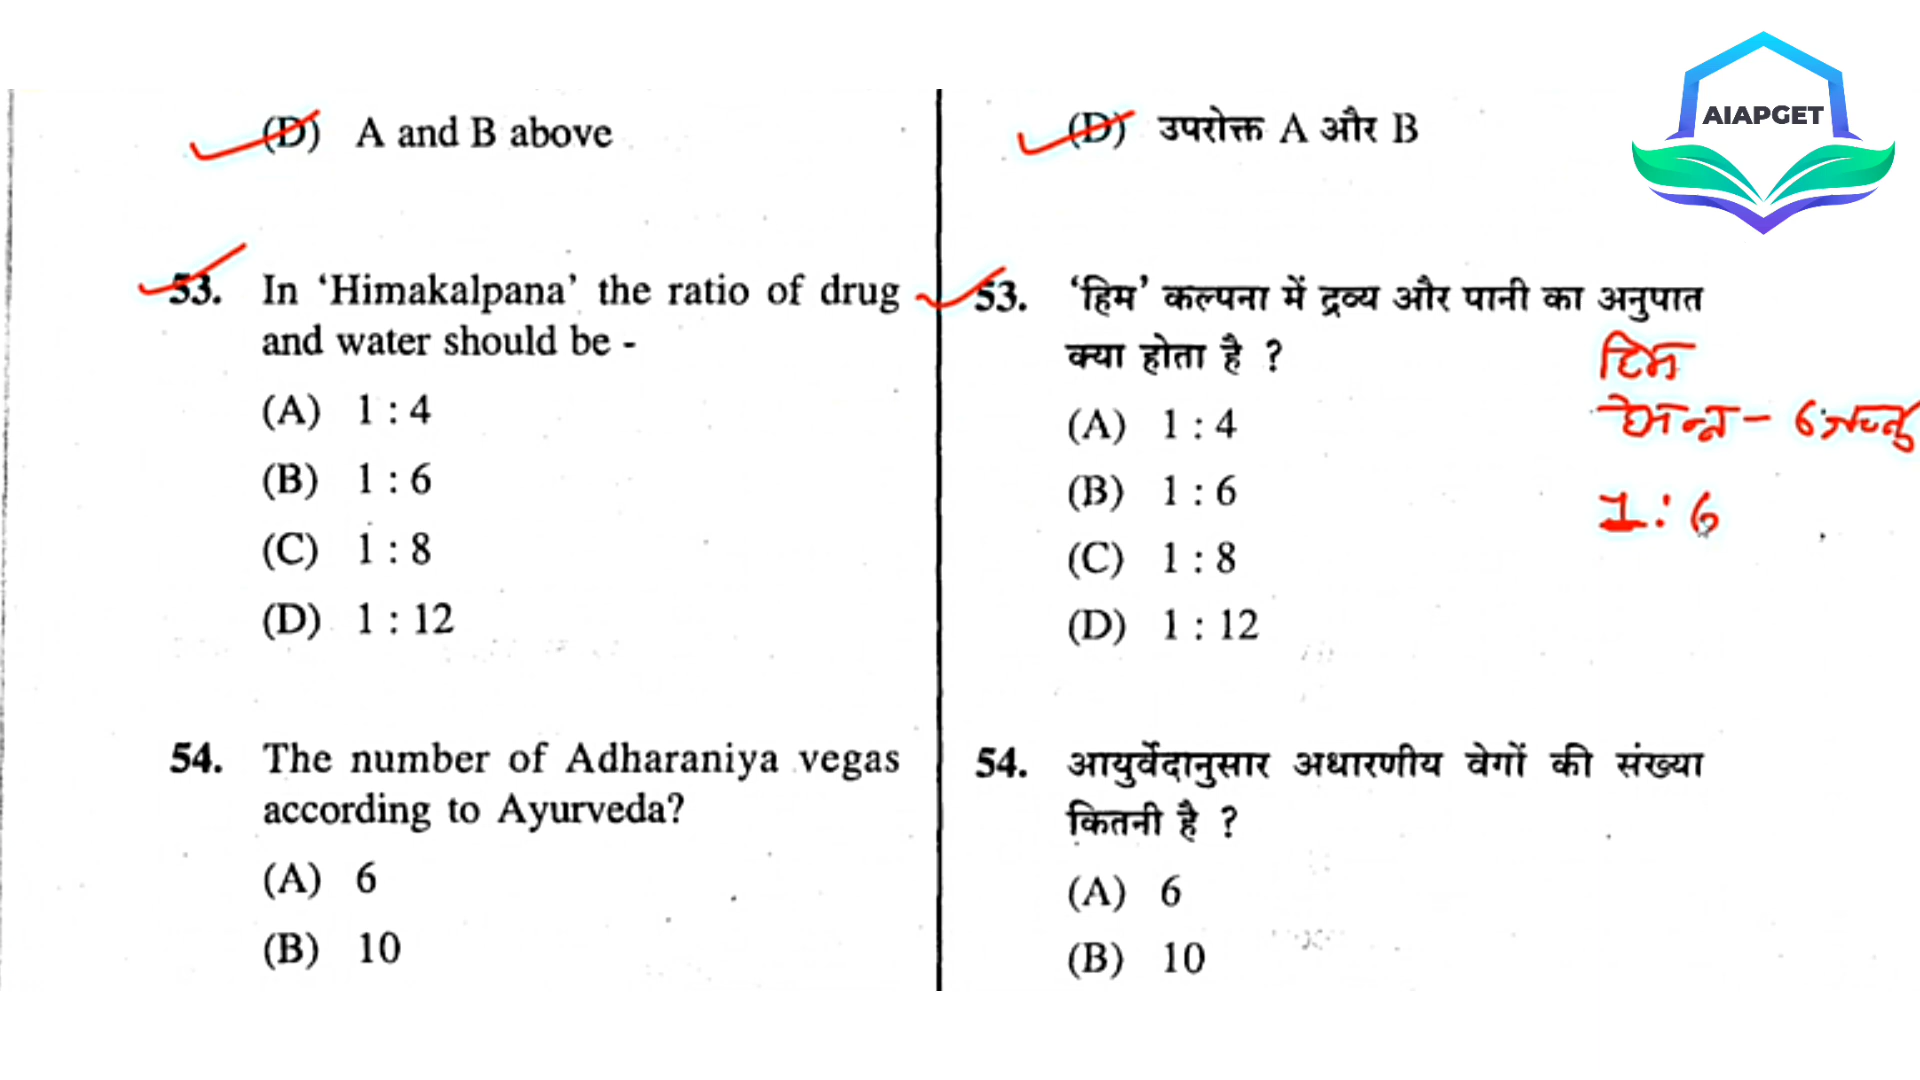 (D) A and B above
53. In ‘Himakalpana’ the ratio of drug
and water should be -
(A) 1 : 4
(B) 1 : 6
(C) 1 : 8
(D) 1 : 12
54. The number of Adharaniya vegas
according to Ayurveda?
(A) 6
(B) 10
(D) उपरोक्त A और B
53. ‘हिम’ कल्पना में द्रव्य और पानी का अनुपात
क्या होता है ?
(A) 1 : 4
(B) 1 : 6
(C) 1 : 8
(D) 1 : 12
हिम
- 6
1 : 6
54. आयुर्वेदानुसार अधारणीय वेगों की संख्या
कितनी है ?
(A) 6
(B) 10
AIAPGET